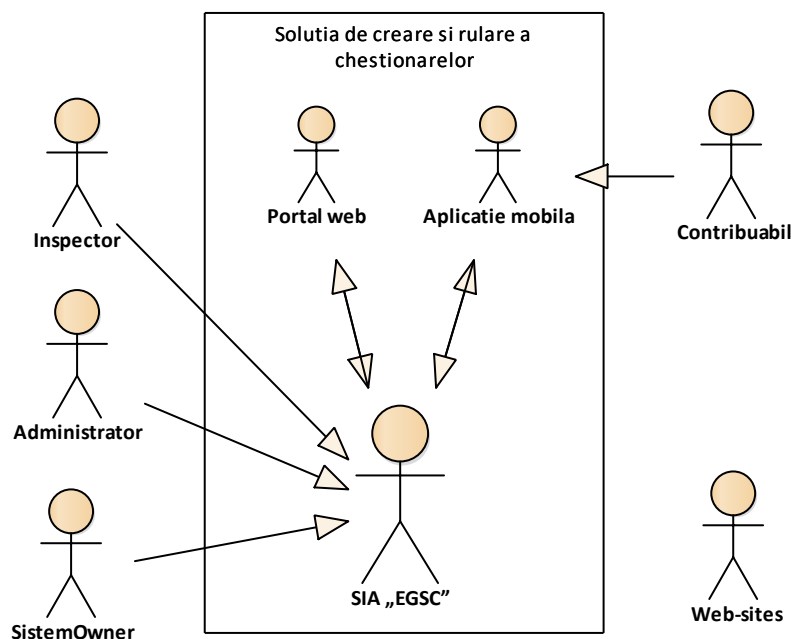 Solutia de creare si rulare a
chestionarelor
Inspector
Portal web
Aplicatie mobila
Contribuabil
Administrator
SIA „EGSC”
SistemOwner
Web-sites